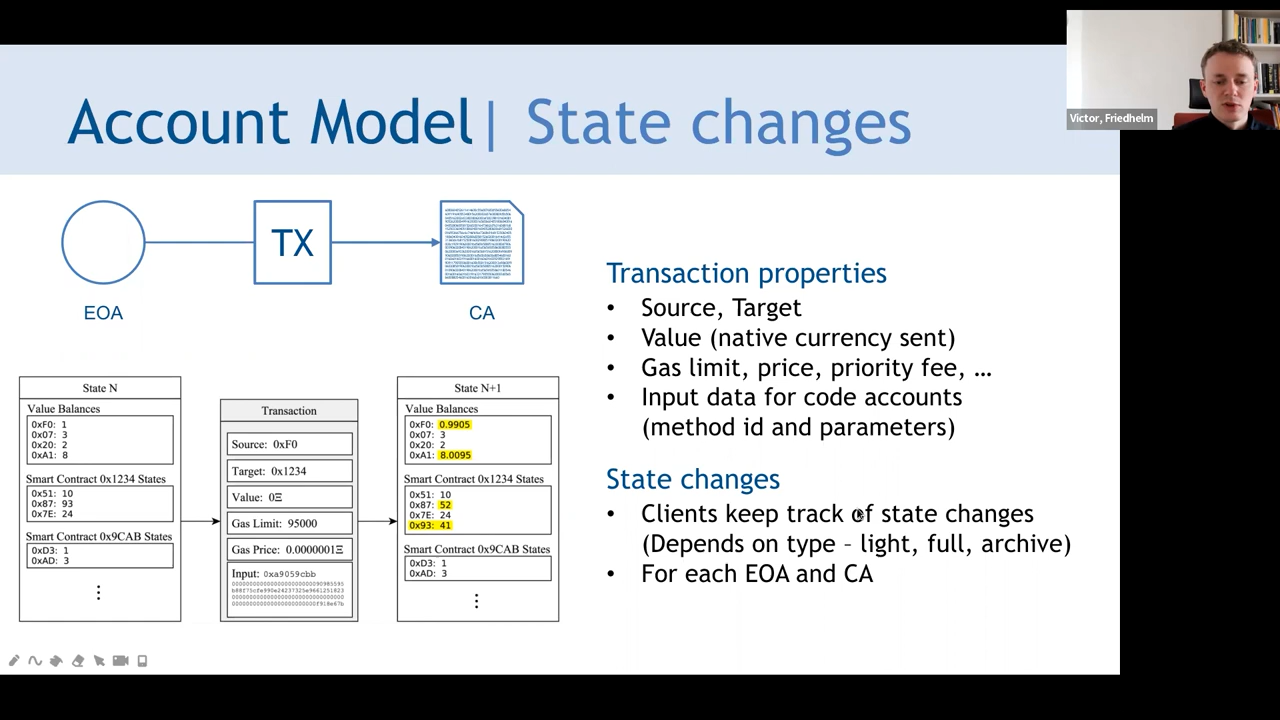 Account Model| State changes
Victor, Friedhelm
TX
EOA
CA
State N
Value Balances
0xF0: 1
0x07: 3
0x20: 2
0xA1: 8
Smart Contract 0x1234 States
0x51: 10
0x87: 93
0x7E: 24
Smart Contract 0x9CAB States
0xD3: 1
0xAD: 3
⋮
Transaction
Source: 0xF0
Target: 0x1234
Value: 0Ξ
Gas Limit: 95000
Gas Price: 0.0000001Ξ
Input: 0xa9059cbb
State N+1
Value Balances
0xF0: 0.9905
0x07: 3
0x20: 2
0xA1: 8.0095
Smart Contract 0x1234 States
0x51: 10
0x87: 52
0x7E: 24
0x93: 41
Smart Contract 0x9CAB States
0xD3: 1
0xAD: 3
⋮
Transaction properties
• Source, Target
• Value (native currency sent)
• Gas limit, price, priority fee, …
• Input data for code accounts
(method id and parameters)
State changes
• Clients keep track of state changes
(Depends on type – light, full, archive)
• For each EOA and CA